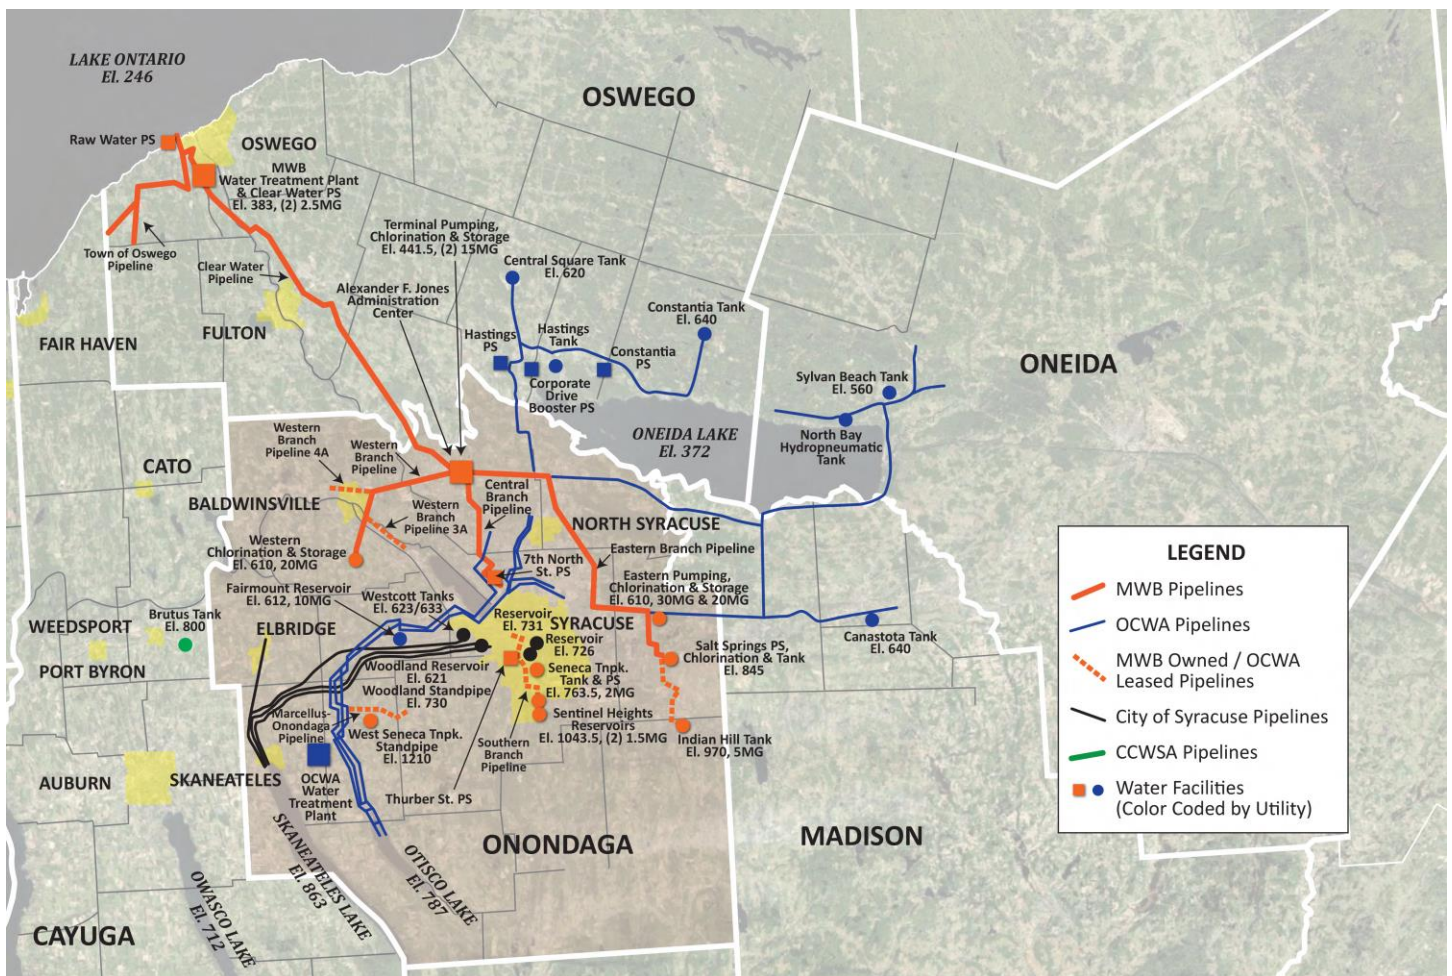 LAKE ONTARIO
El. 246
OSWEGO
Raw Water PS
OSWEGO
MWB
Water Treatment Plant
& Clear Water PS
El. 383, (2) 2.5MG
Town of Oswego
Pipeline
Clear Water
Pipeline
Terminal Pumping,
Chlorination & Storage
El. 441.5, (2) 15MG
Alexander F. Jones
Administration
Center
Central Square Tank
El. 620
Constantia Tank
El. 640
Hastings
PS
Hastings
Tank
Constantia
PS
Corporate
Drive
Booster PS
FAIR HAVEN
FULTON
ONEIDA
Sylvan Beach Tank
El. 560
North Bay
Hydropneumatic
Tank
ONEIDA LAKE
El. 372
Western
Branch
Pipeline 4A
Western
Branch
Pipeline
CATO
BALDWINSVILLE
Western
Branch
Pipeline 3A
Central
Branch
Pipeline
NORTH SYRACUSE
Western
Chlorination & Storage
El. 610, 20MG
7th North
St. PS
Eastern Branch Pipeline
Eastern Pumping,
Chlorination & Storage
El. 610, 30MG & 20MG
Fairmount Reservoir
El. 612, 10MG
Westcott Tanks
El. 623/633
Brutus Tank
El. 800
WEEDSPORT
ELBRIDGE
Reservoir
El. 731
SYRACUSE
Reservoir
El. 726
Canastota Tank
El. 640
PORT BYRON
Woodland Reservoir
El. 621
Woodland Standpipe
El. 730
Seneca Tnpk.
Tank & PS
El. 763.5, 2MG
Salt Springs PS,
Chlorination & Tank
El. 845
Marcellus-
Onondaga
Pipeline
West Seneca Tnpk.
Standpipe
El. 1210
Southern
Branch
Pipeline
Sentinel Heights
Reservoirs
El. 1043.5, (2) 1.5MG
Indian Hill Tank
El. 970, 5MG
AUBURN
SKANEATELES
OCWA
Water
Treatment
Plant
Thurber St. PS
ONONDAGA
MADISON
SKANEATELES LAKE
El. 863
OTISCO LAKE
El. 787
OWASCO LAKE
El. 712
CAYUGA
LEGEND
MWB Pipelines
OCWA Pipelines
MWB Owned / OCWA
Leased Pipelines
City of Syracuse Pipelines
CCWSA Pipelines
Water Facilities
(Color Coded by Utility)